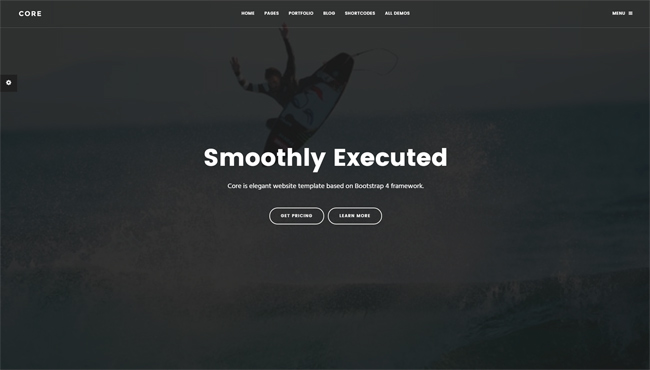 CORE
HOME PAGES PORTFOLIO BLOG SHORTCODES ALL DEMOS
MENU
Smoothly Executed
Core is elegant website template based on Bootstrap 4 framework.
GET PRICING LEARN MORE